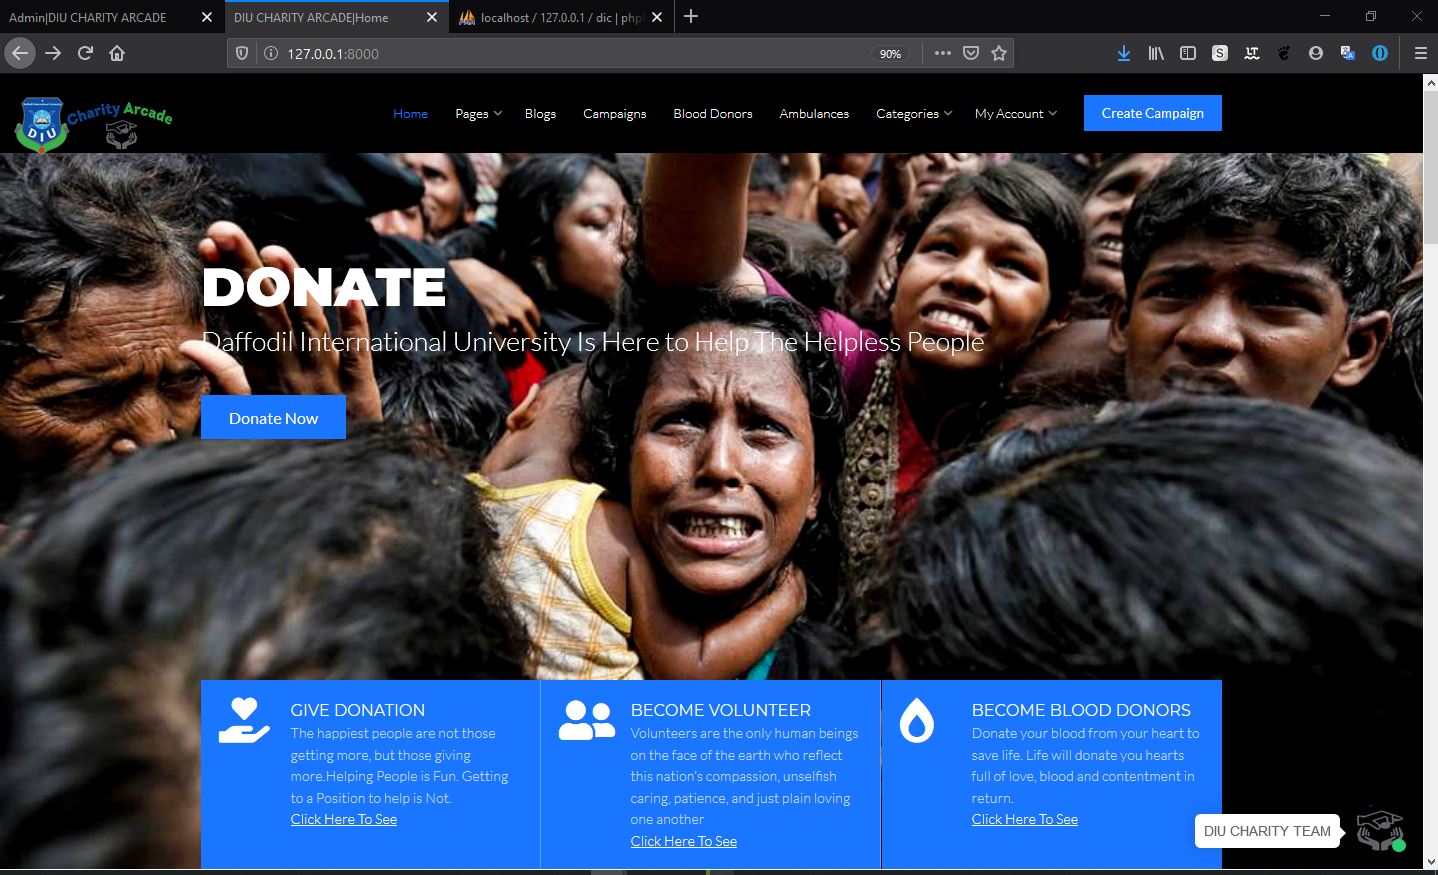 Admin|DIU CHARITY ARCADE
DIU CHARITY ARCADE|Home
localhost / 127.0.0.1 / dic | php
127.0.0.1:8000
90%
DIU
Charity Arcade
Home
Pages
Blogs
Campaigns
Blood Donors
Ambulances
Categories
My Account
Create Campaign
DONATE
Daffodil International University Is Here to Help The Helpless People
Donate Now
GIVE DONATION
The happiest people are not those
getting more, but those giving
more.Helping People is Fun. Getting
to a Position to help is Not.
Click Here To See
BECOME VOLUNTEER
Volunteers are the only human beings
on the face of the earth who reflect
this nation's compassion, unselfish
caring, patience, and just plain loving
one another
Click Here To See
BECOME BLOOD DONORS
Donate your blood from your heart to
save life. Life will donate you hearts
full of love, blood and contentment in
return.
Click Here To See
DIU CHARITY TEAM